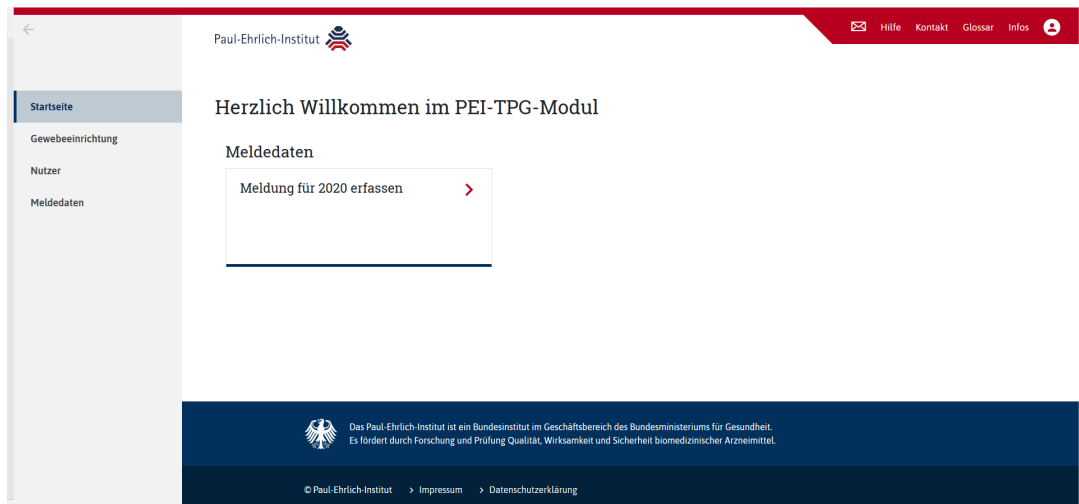 Paul-Ehrlich-Institut
Hilfe Kontakt Glossar Infos
Startseite
Gewebeeinrichtung
Nutzer
Meldedaten
Herzlich Willkommen im PEI-TPG-Modul
Meldedaten
Meldung für 2020 erfassen
Das Paul-Ehrlich-Institut ist ein Bundesinstitut im Geschäftsbereich des Bundesministeriums für Gesundheit.
Es fördert durch Forschung und Prüfung Qualität, Wirksamkeit und Sicherheit biomedizinischer Arzneimittel.
© Paul-Ehrlich-Institut > Impressum > Datenschutzerklärung